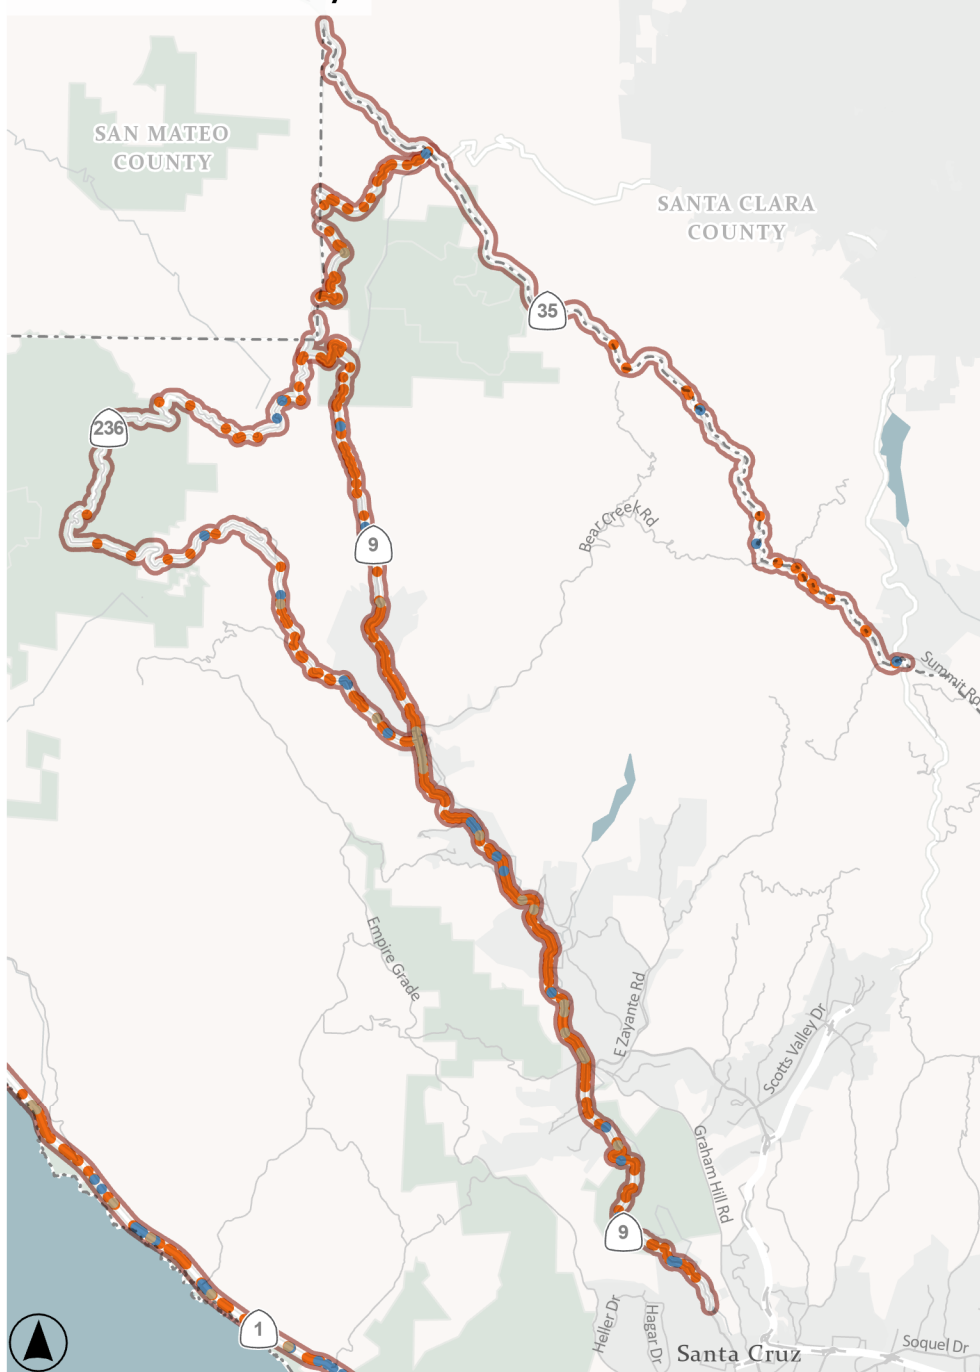 SAN MATEO
COUNTY
SANTA CLARA
COUNTY
35
236
Bear Creek Rd
9
Summit Rd
Empire Grade
E Zayante Rd
Scotts Valley Dr
Graham Hill Rd
9
1
Heller Dr
Hagar Dr
Santa Cruz
Soquel Dr